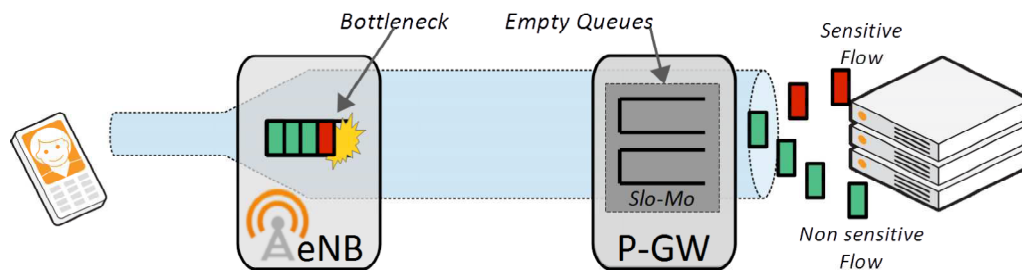 Bottleneck
Empty Queues
Sensitive
Flow
Slo-Mo
eNB
P-GW
Non sensitive
Flow